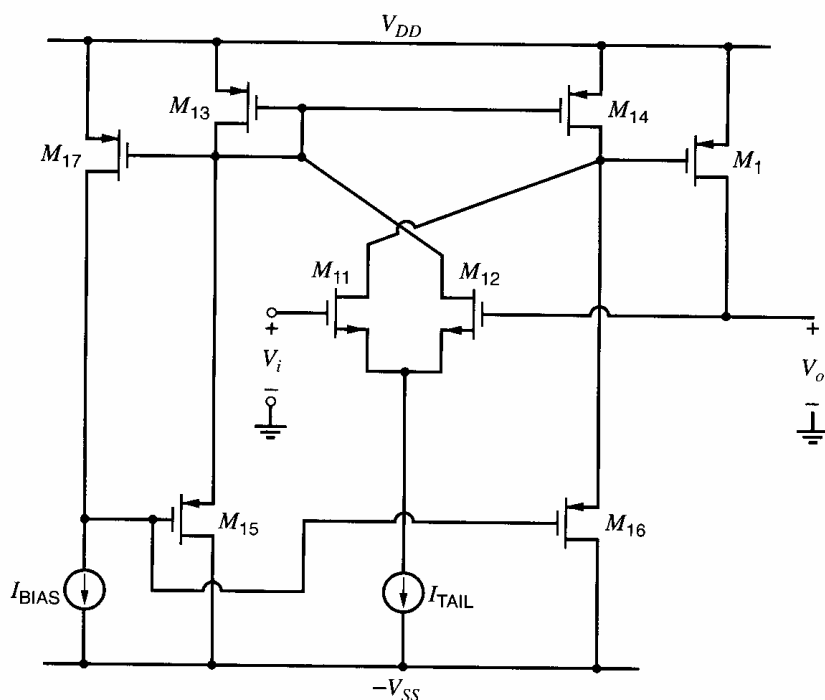 V_DD
M_13
M_14
M_17
M_1
M_11
M_12
+
V_i
−
+
V_o
−
M_15
M_16
I_BIAS
I_TAIL
−V_SS